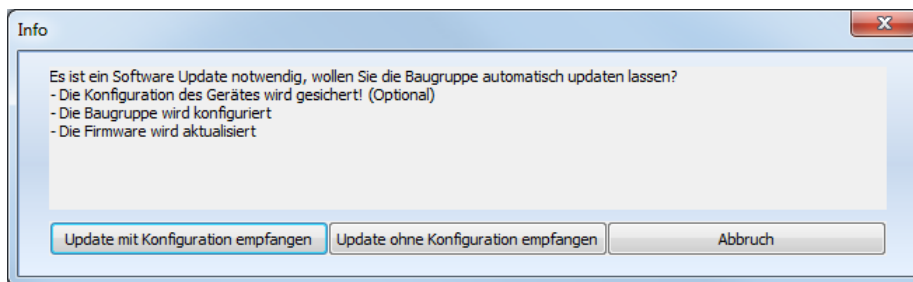 Info
Es ist ein Software Update notwendig, wollen Sie die Baugruppe automatisch updaten lassen?
- Die Konfiguration des Gerätes wird gesichert! (Optional)
- Die Baugruppe wird konfiguriert
- Die Firmware wird aktualisiert
Update mit Konfiguration empfangen Update ohne Konfiguration empfangen Abbruch